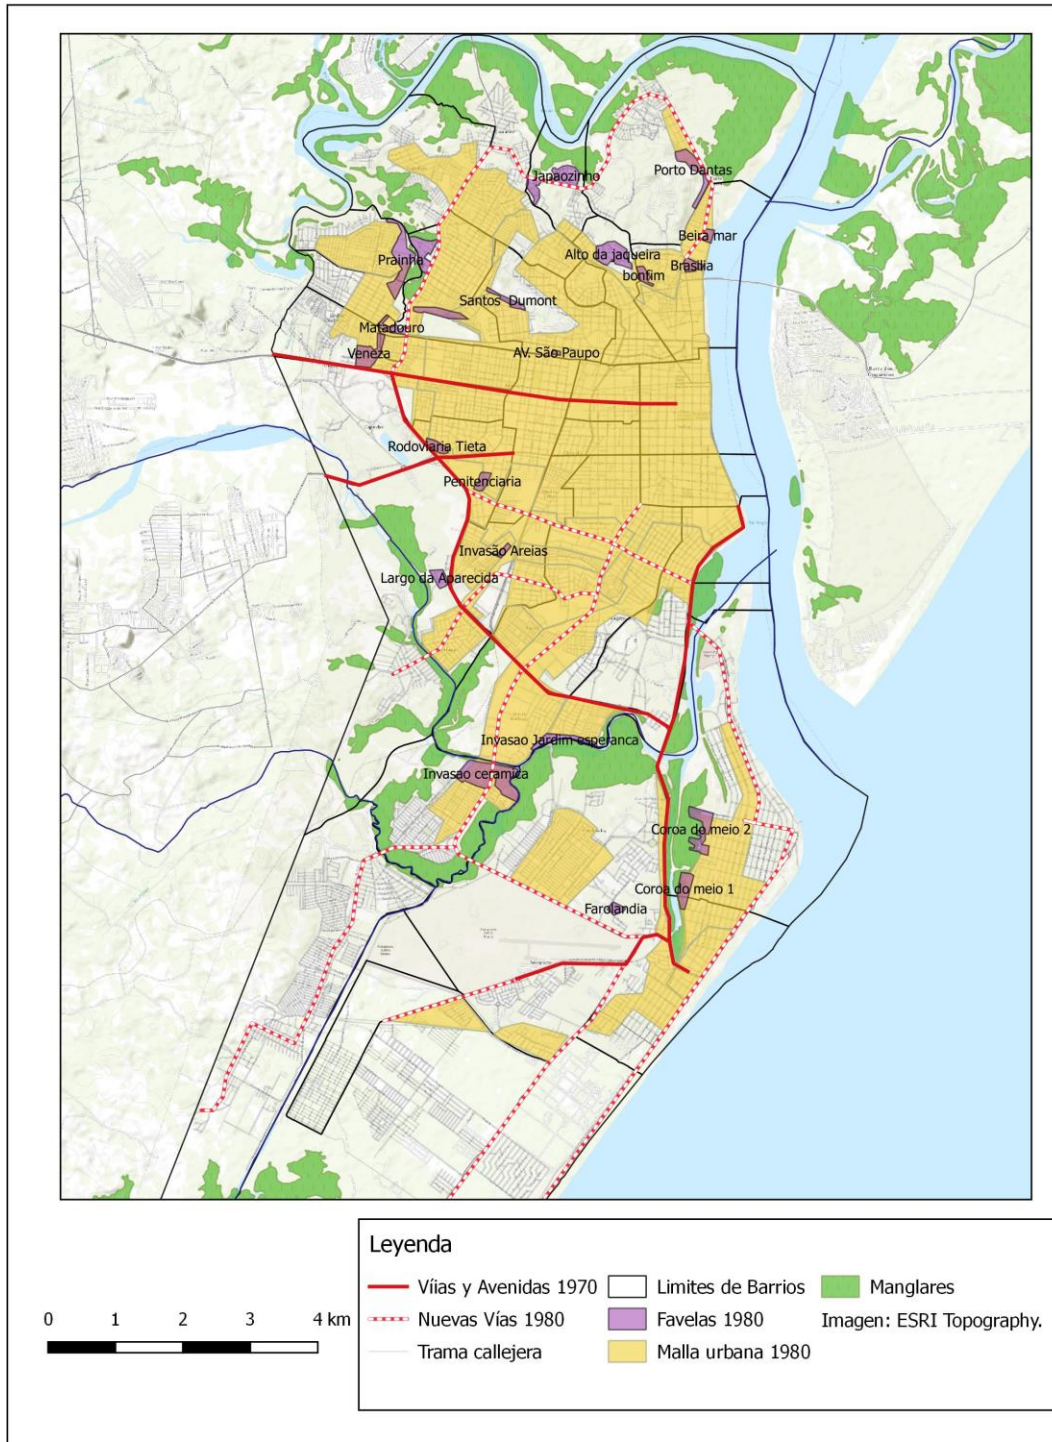 Porto Dantas
Japaozinho
Beira mar
Alto da jaqueira
Prainha
Brasilia
bonfim
Santos Dumont
Matadouro
AV. São Paupo
Veneza
Rodoviaria Tieta
Penitenciaria
Invasão Areias
Largo da Aparecida
Invasao Jardim esperanca
Invasao ceramica
Coroa do meio 2
Coroa do meio 1
Farolandia
Leyenda
Víias y Avenidas 1970
Nuevas Vías 1980
Trama callejera
Limites de Barrios
Favelas 1980
Malla urbana 1980
Manglares
Imagen: ESRI Topography.
0 1 2 3 4 km